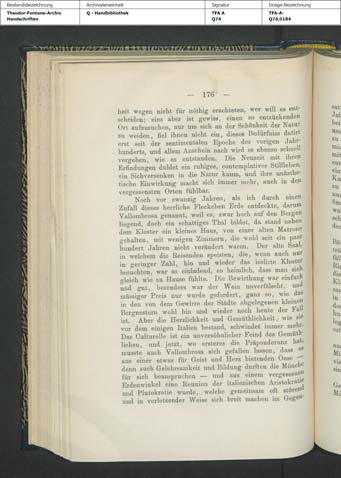 Bestandsbezeichnung Archivalieneinheit Signatur Image-Bezeichnung
Theodor-Fontane-Archiv Q - Handbibliothek TFA A TFA-A-
Handschriften Q74 Q74,0184
— 176 —
heit wegen nicht für nöthig erachteten, wer will es ent-
scheiden; eins aber ist gewiss, einen so entzückenden
Ort aufzusuchen, nur um sich an der Schönheit der Natur
zu weiden, fiel ihnen nicht ein, dieses Bedürfniss datirt
erst seit der sentimentalen Epoche des vorigen Jahr-
hunderts, und allem Anschein nach wird es ebenso schnell
vergehen, wie es entstanden. Die Neuzeit mit ihren
Erfindungen duldet ein ruhiges, contemplatives Stillleben,
ein Sichversenken in die Natur kaum, und ihre anästhe-
tische Einwirkung macht sich immer mehr, auch in den
vergessensten Orten fühlbar.
Noch vor zwanzig Jahren, als ich durch einen
Zufall dieses herrliche Fleckchen Erde entdeckte, darum
Vallombrosa genannt, weil es, zwar hoch auf den Bergen
liegend, doch ein schattiges Thal bildet, da stand neben
dem Kloster ein kleines Haus, von einer alten Matrone
gehalten, mit wenigen Zimmern, die wohl seit ein paar
hundert Jahren nicht verändert waren. Der alte Saal,
in welchem die Reisenden speisten, die, wenn auch nur
in geringer Zahl, hin und wieder das isolirte Kloster
besuchten, war so einladend, so heimlich, dass man sich
gleich wie zu Hause fühlte. Die Bewirthung war einfach
und gut, besonders war der Wein unverfälscht, und
mässiger Preis nur wurde gefordert, ganz so, wie das
in den von dem Gewirre der Städte abgelegenen kleinen
Bergnestern wohl hin und wieder noch heute der Fall
ist. Aber die Herzlichkeit und Gemüthlichkeit, wie sie
vor dem einigen Italien bestand, schwindet immer mehr.
Das Culturelle ist ein unversöhnlicher Feind des Gemüth-
lichen, und jetzt, wo ersteres die Präponderanz hat,
musste auch Vallombrosa sich gefallen lassen, dass es
aus einer etwas für Geist und Herz bietenden Oase —
denn auch Gelehrsamkeit und Bildung durften die Mönche
für sich beanspruchen — und aus einem vergessenen
Erdenwinkel eine Reunion der italienischen Aristokratie
und Plutokratie wurde, welche gemeinsam oft störend
und in verletzender Weise sich breit machen im Gegen-